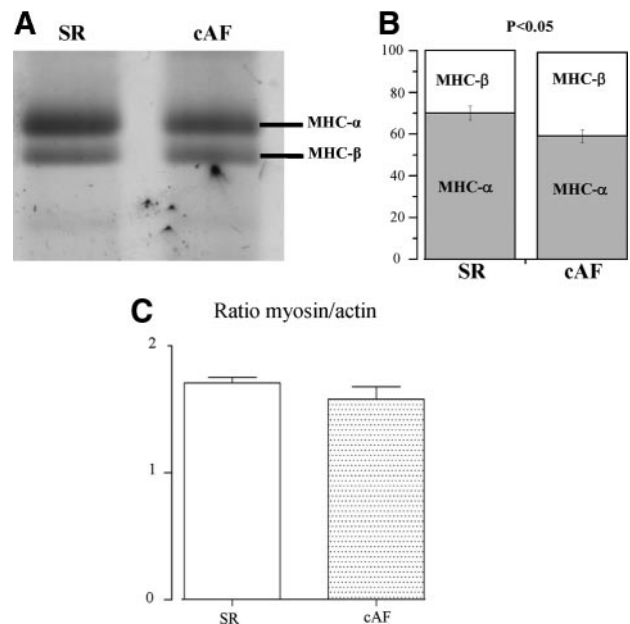 A
SR cAF
MHC-α
MHC-β
B
P<0.05
100
80
60
40
20
0
MHC-β MHC-β
MHC-α MHC-α
SR cAF
C
Ratio myosin/actin
2
1
0
SR cAF